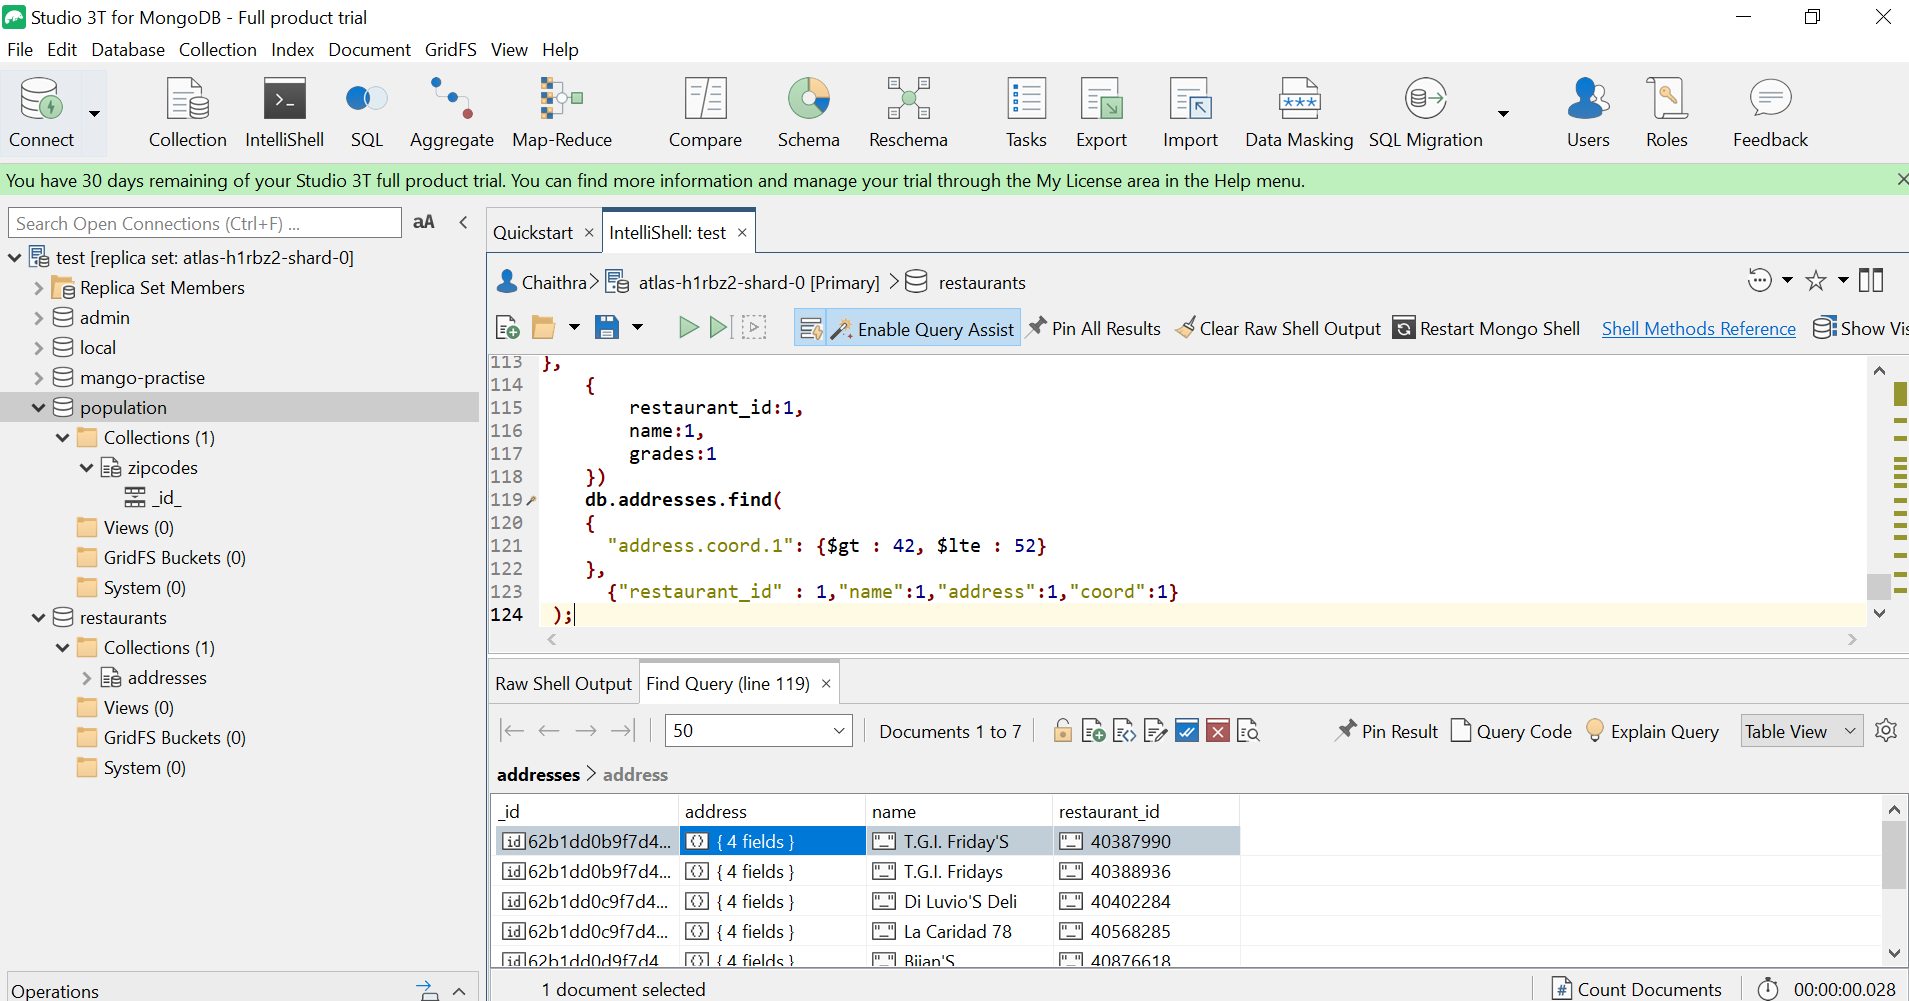 Studio 3T for MongoDB - Full product trial
File Edit Database Collection Index Document GridFS View Help
Connect Collection IntelliShell SQL Aggregate Map-Reduce Compare Schema Reschema Tasks Export Import Data Masking SQL Migration Users Roles Feedback
You have 30 days remaining of your Studio 3T full product trial. You can find more information and manage your trial through the My License area in the Help menu.
Search Open Connections (Ctrl+F) ... aA
test [replica set: atlas-h1rbz2-shard-0]
Replica Set Members
admin
local
mango-practise
population
Collections (1)
zipcodes
_id_
Views (0)
GridFS Buckets (0)
System (0)
restaurants
Collections (1)
addresses
Views (0)
GridFS Buckets (0)
System (0)
Operations
Quickstart × IntelliShell: test ×
Chaithra > atlas-h1rbz2-shard-0 [Primary] > restaurants
Enable Query Assist Pin All Results Clear Raw Shell Output Restart Mongo Shell Shell Methods Reference Show Vis
113 },
114 {
115 restaurant_id:1,
116 name:1,
117 grades:1
118 })
119 db.addresses.find(
120 {
121 "address.coord.1": {$gt : 42, $lte : 52}
122 },
123 {"restaurant_id" : 1,"name":1,"address":1,"coord":1}
124 );
Raw Shell Output Find Query (line 119) ×
50 Documents 1 to 7 Pin Result Query Code Explain Query Table View
addresses > address
_id address name restaurant_id
62b1dd0b9f7d4... { 4 fields } T.G.I. Friday'S 40387990
62b1dd0b9f7d4... { 4 fields } T.G.I. Fridays 40388936
62b1dd0c9f7d4... { 4 fields } Di Luvio'S Deli 40402284
62b1dd0c9f7d4... { 4 fields } La Caridad 78 40568285
62b1dd0d9f7d4... { 4 fields } Bijan'S 40876618
1 document selected Count Documents 00:00:00.028